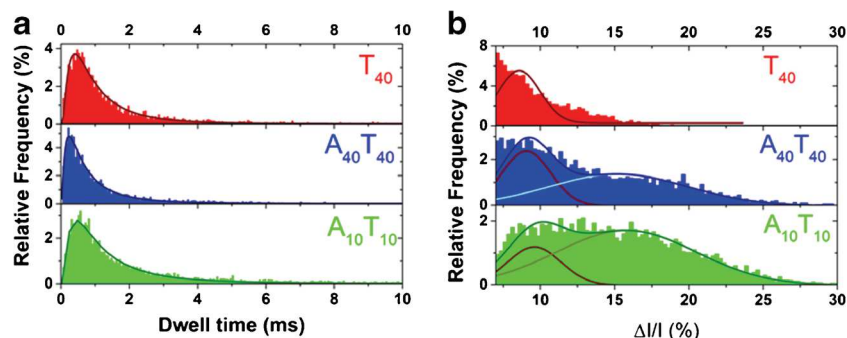 a
0 2 4 6 8 10
Relative Frequency (%)
4
2
0
T₄₀
4
2
0
A₄₀T₄₀
2
0
A₁₀T₁₀
0 2 4 6 8 10
Dwell time (ms)
b
10 15 20 25 30
Relative Frequency (%)
8
4
0
T₄₀
2
0
A₄₀T₄₀
2
0
A₁₀T₁₀
10 15 20 25 30
ΔI/I (%)